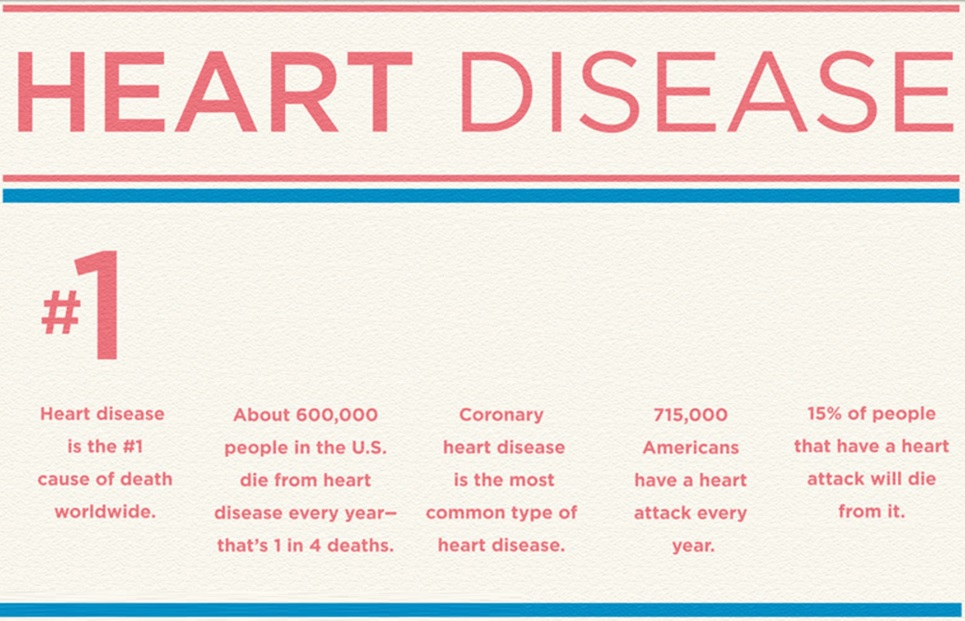 HEART DISEASE
#1
Heart disease
is the #1
cause of death
worldwide.
About 600,000
people in the U.S.
die from heart
disease every year—
that's 1 in 4 deaths.
Coronary
heart disease
is the most
common type of
heart disease.
715,000
Americans
have a heart
attack every
year.
15% of people
that have a heart
attack will die
from it.